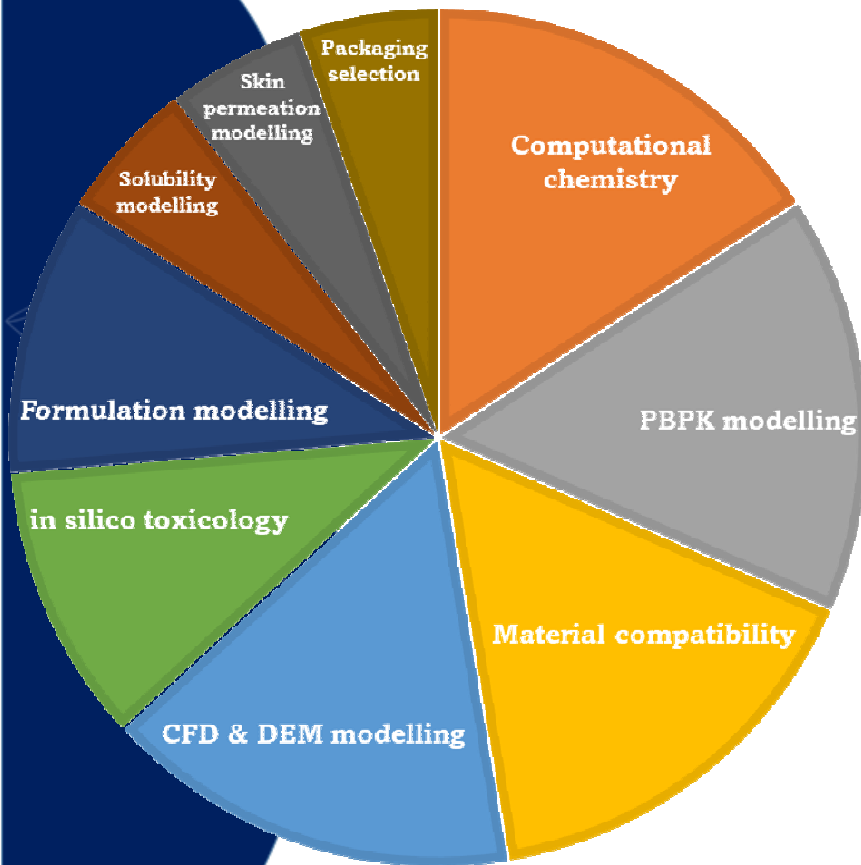 Packaging
selection
Skin
permeation
modelling
Computational
chemistry
Solubility
modelling
Formulation modelling
PBPK modelling
in silico toxicology
Material compatibility
CFD & DEM modelling